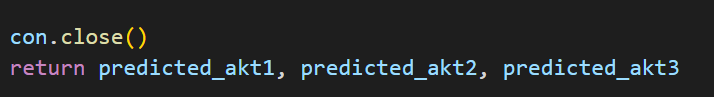 con.close()
return predicted_akt1, predicted_akt2, predicted_akt3